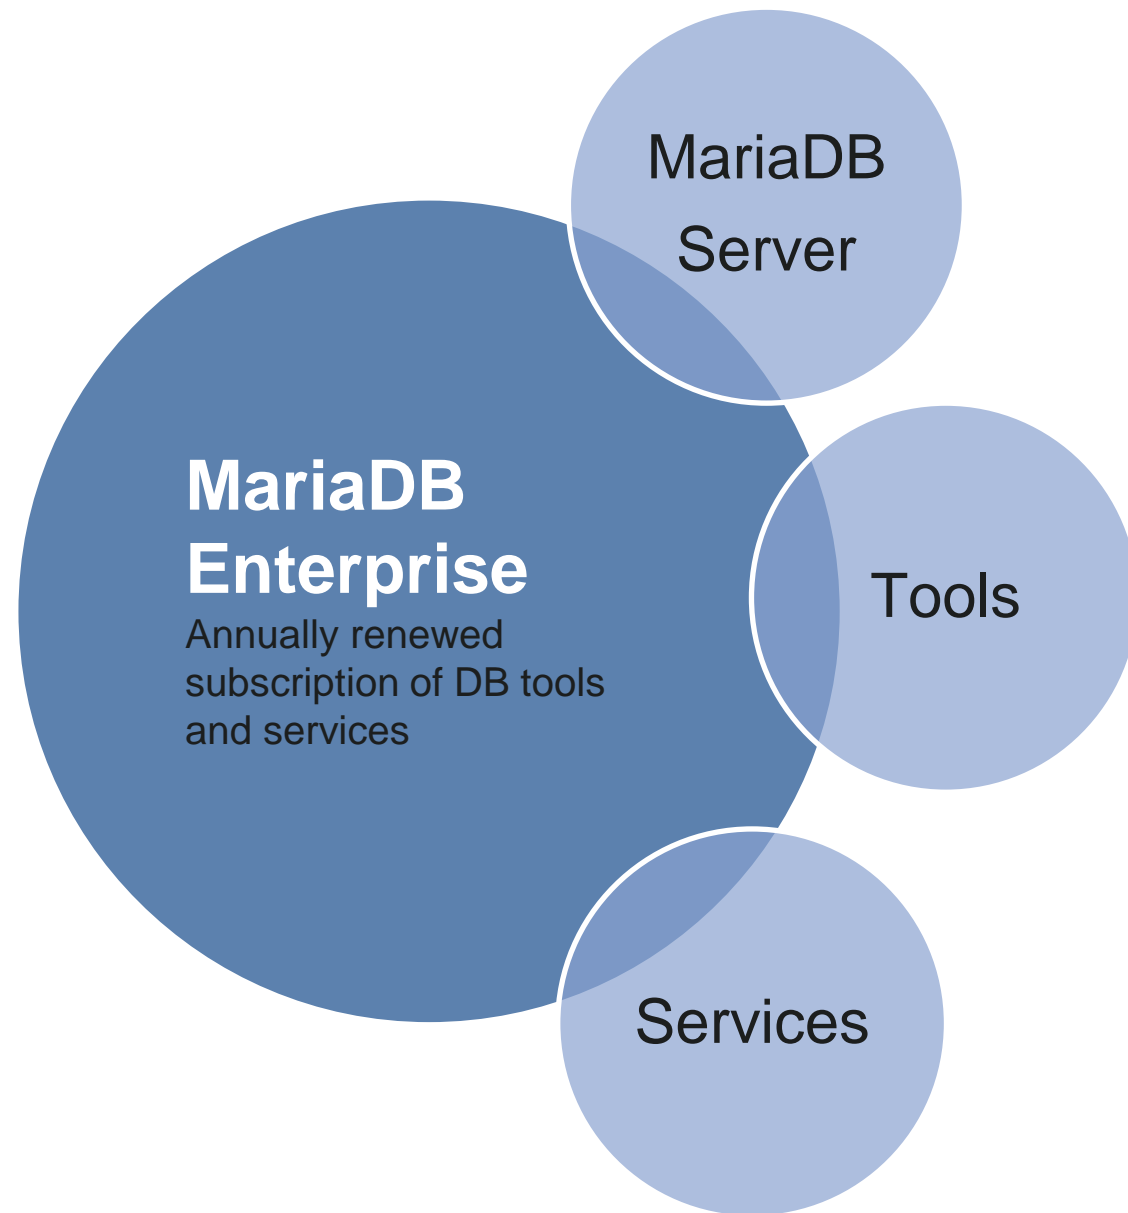 MariaDB
Server
MariaDB
Enterprise
Annually renewed
subscription of DB tools
and services
Tools
Services